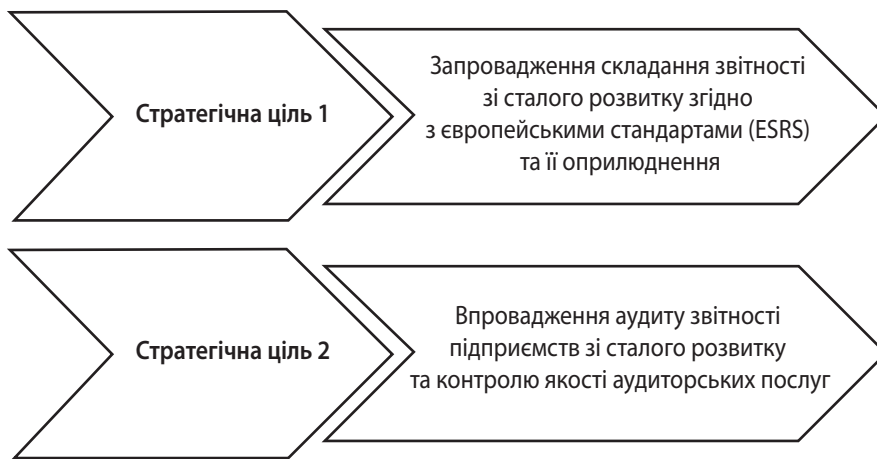 Стратегічна ціль 1
Запровадження складання звітності
зі сталого розвитку згідно
з європейськими стандартами (ESRS)
та її оприлюднення
Стратегічна ціль 2
Впровадження аудиту звітності
підприємств зі сталого розвитку
та контролю якості аудиторських послуг